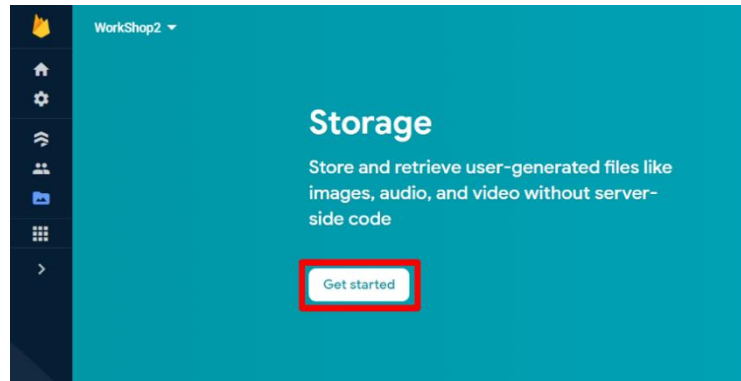 WorkShop2
Storage
Store and retrieve user-generated files like
images, audio, and video without server-
side code
Get started